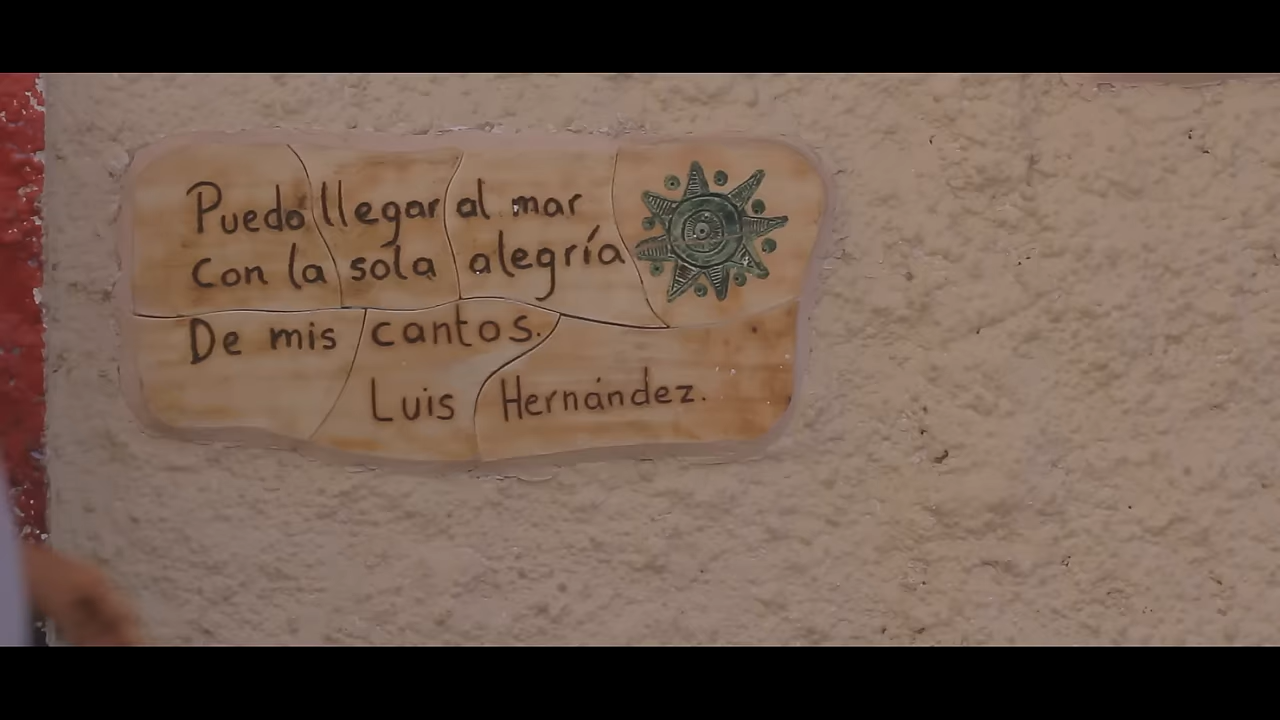 Puedo llegar al mar
con la sola alegría
De mis cantos.
Luis Hernández.